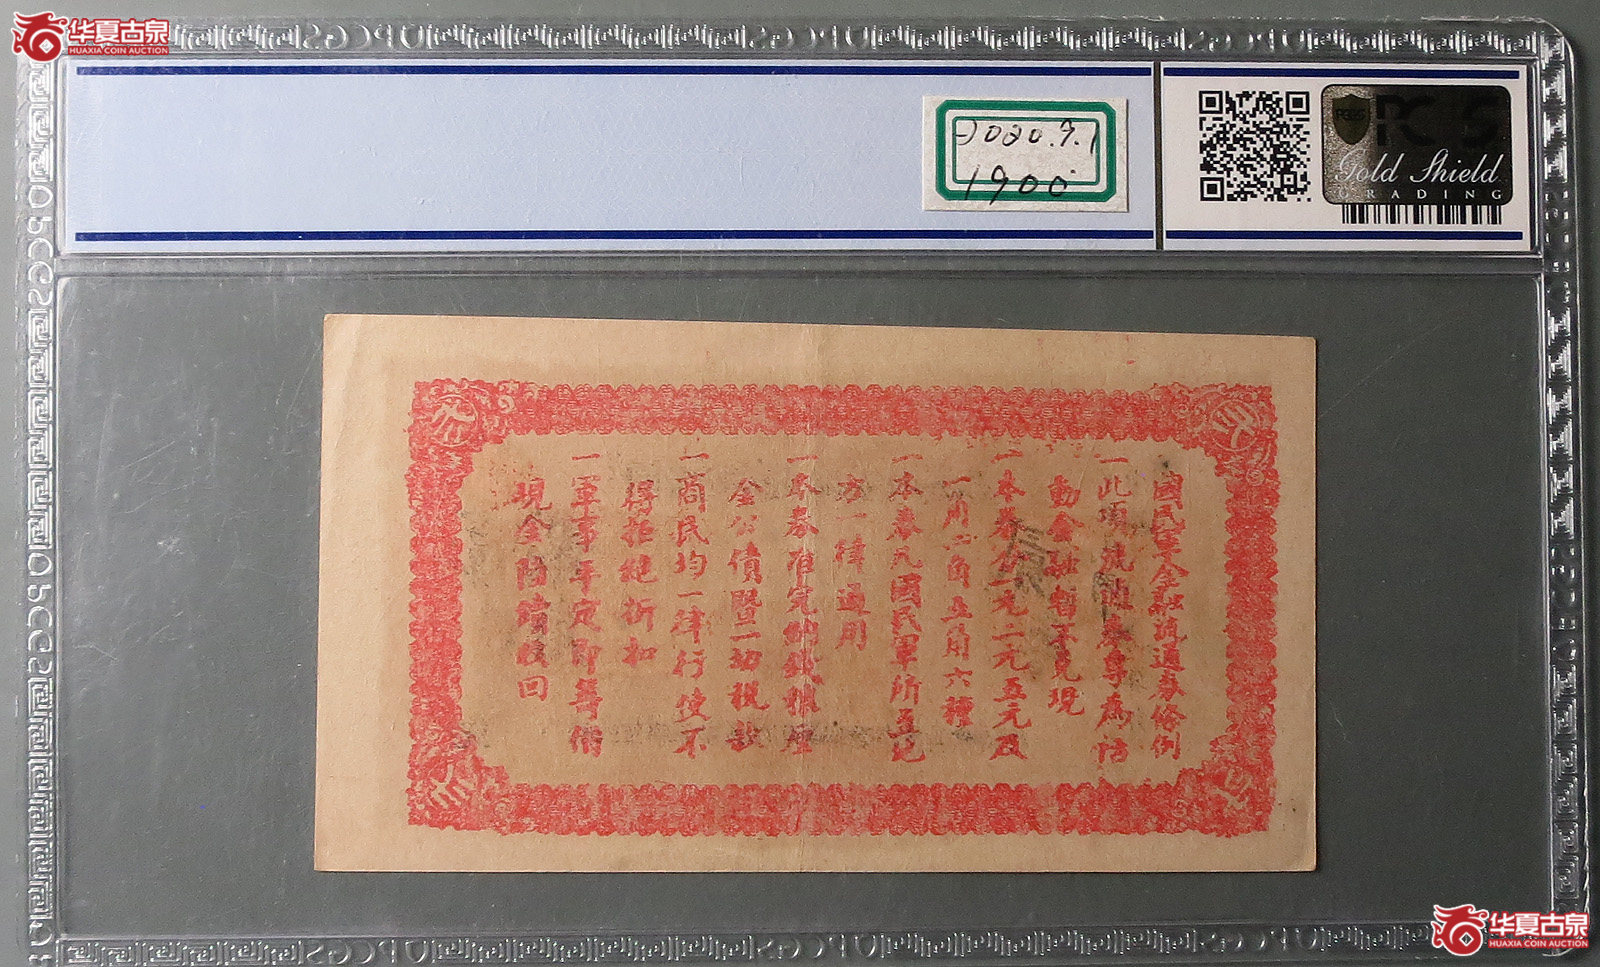 华夏古泉
HUAXIA COIN AUCTION
2020.9.1
1900
PCGS
Gold Shield
GRADING
國民軍金融流通券條例
一此項流通券專為活
動金融暫不兌現
一本券分一元二元五元及
一角二角五角六種
一本券凡國民軍所至地
方一律通用
一本券准完納錢糧釐
金公債暨一切稅款
一商民均一律行使不
得拒絕折扣
一軍事平定即籌備
現金陸續收回
华夏古泉
HUAXIA COIN AUCTION